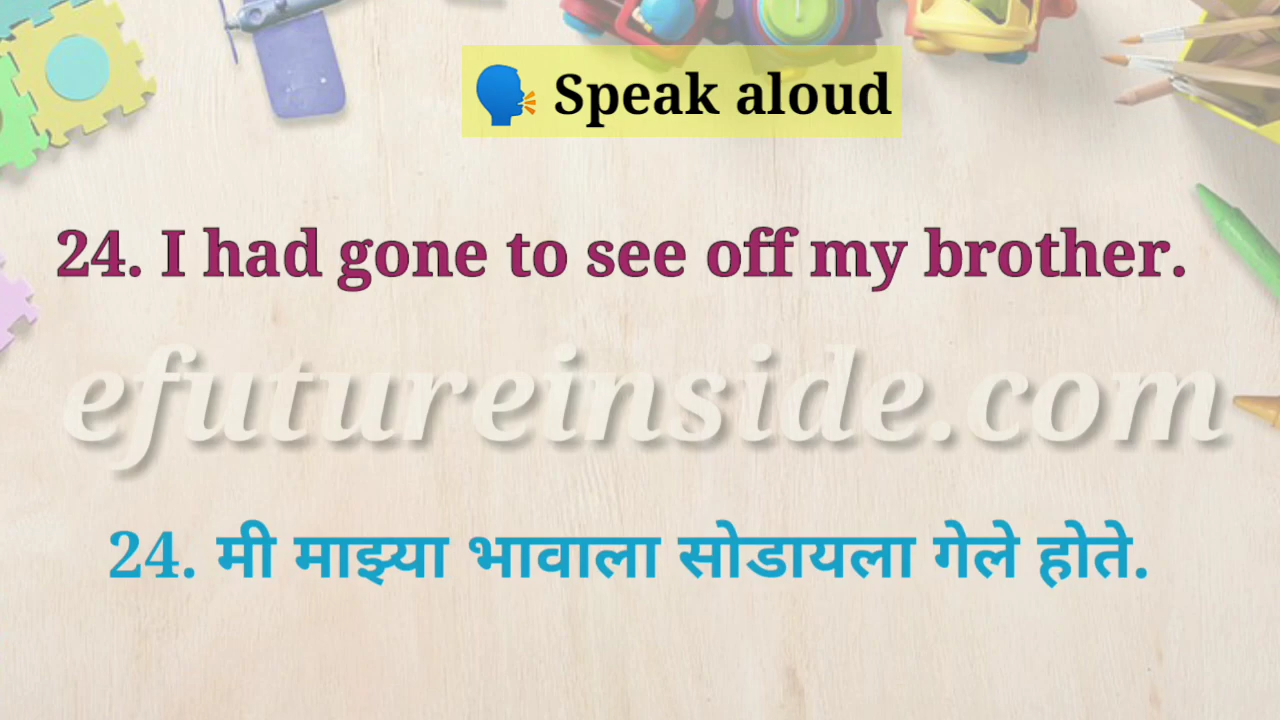 🗣 Speak aloud
24. I had gone to see off my brother.
efutureinside.com
24. मी माझ्या भावाला सोडायला गेले होते.